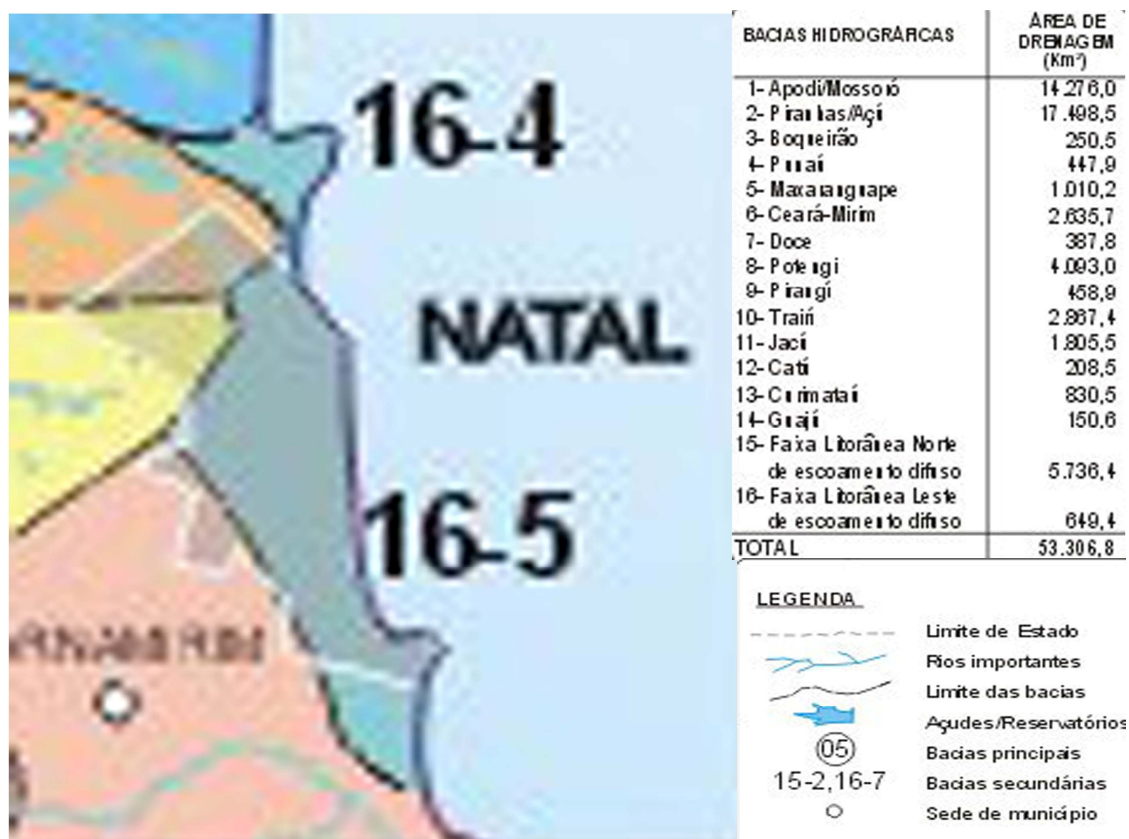 16-4
NATAL
16-5
BACIAS HIDROGRÁFICAS
ÁREA DE
DRENAGEM
(Km²)
1- Apodi/Mossoró 14.276,0
2- Piranhas/Açú 17.498,5
3- Boqueirão 250,5
4- Punaú 447,9
5- Maxaranguape 1.010,2
6- Ceará-Mirim 2.635,7
7- Doce 387,8
8- Potengi 4.093,0
9- Pirangi 458,9
10- Trairí 2.867,4
11- Jacú 1.805,5
12- Catú 208,5
13- Curimataú 830,5
14- Guajú 150,6
15- Faixa Litorânea Norte
de escoamento difuso 5.736,4
16- Faixa Litorânea Leste
de escoamento difuso 649,4
TOTAL 53.306,8
LEGENDA
Limite de Estado
Rios importantes
Limite das bacias
Açudes/Reservatórios
05 Bacias principais
15-2,16-7 Bacias secundárias
Sede de município